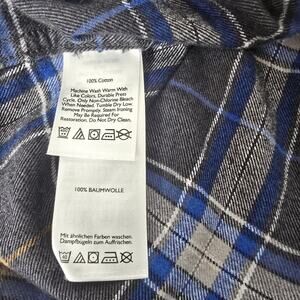 100% Cotton
Machine Wash Warm With
Like Colors, Durable Press
Cycle. Only Non-Chlorine Bleach
When Needed. Tumble Dry Low.
Remove Promptly. Steam Ironing
May Be Required For
Restoration. Do Not Dry Clean.
100% BAUMWOLLE
Mit ähnlichen Farben waschen.
Dampfbügeln zum Auffrischen.